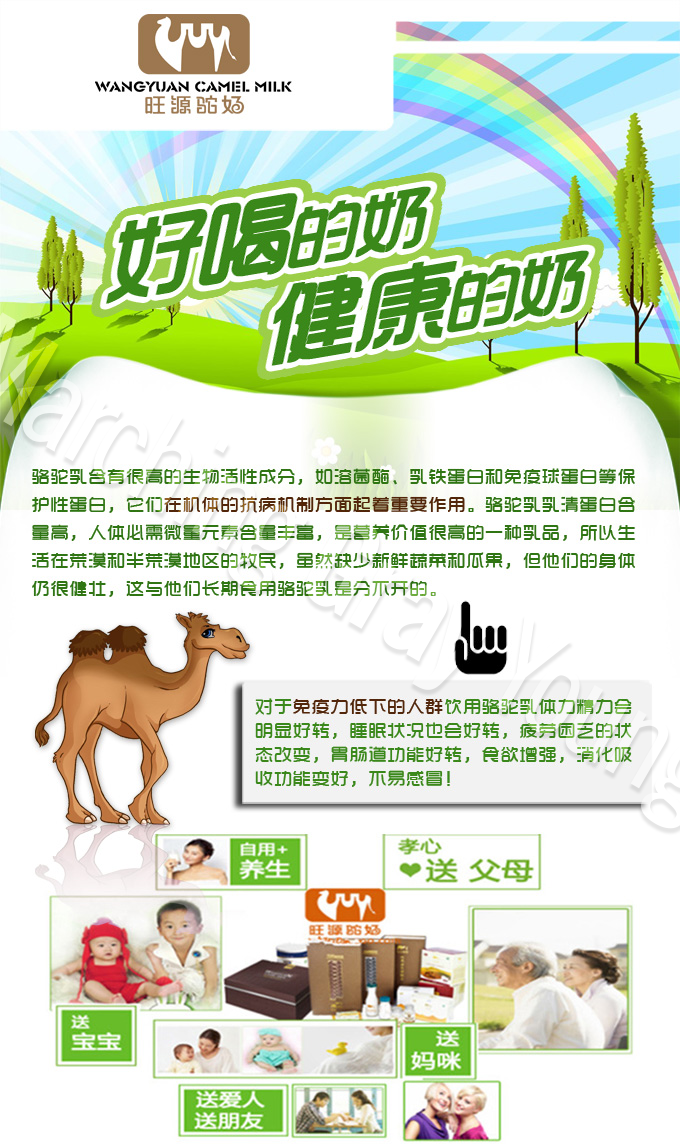 WANGYUAN CAMEL MILK
旺源驼奶
好喝的奶
健康的奶
骆驼乳含有很高的生物活性成分，如溶菌酶、乳铁蛋白和免疫球蛋白等保
护性蛋白，它们在机体的抗病机制方面起着重要作用。骆驼乳乳清蛋白含
量高，人体必需微量元素含量丰富，是营养价值很高的一种乳品，所以生
活在荒漠和半荒漠地区的牧民，虽然缺少新鲜蔬菜和瓜果，但他们的身体
仍很健壮，这与他们长期食用骆驼乳是分不开的。
对于免疫力低下的人群饮用骆驼乳体力精力会
明显好转，睡眠状况也会好转，疲劳困乏的状
态改变，胃肠道功能好转，食欲增强，消化吸
收功能变好，不易感冒！
自用+
养生
孝心
❤送 父母
旺源驼奶
送
宝宝
送
妈咪
送爱人
送朋友
Marching Gray Young